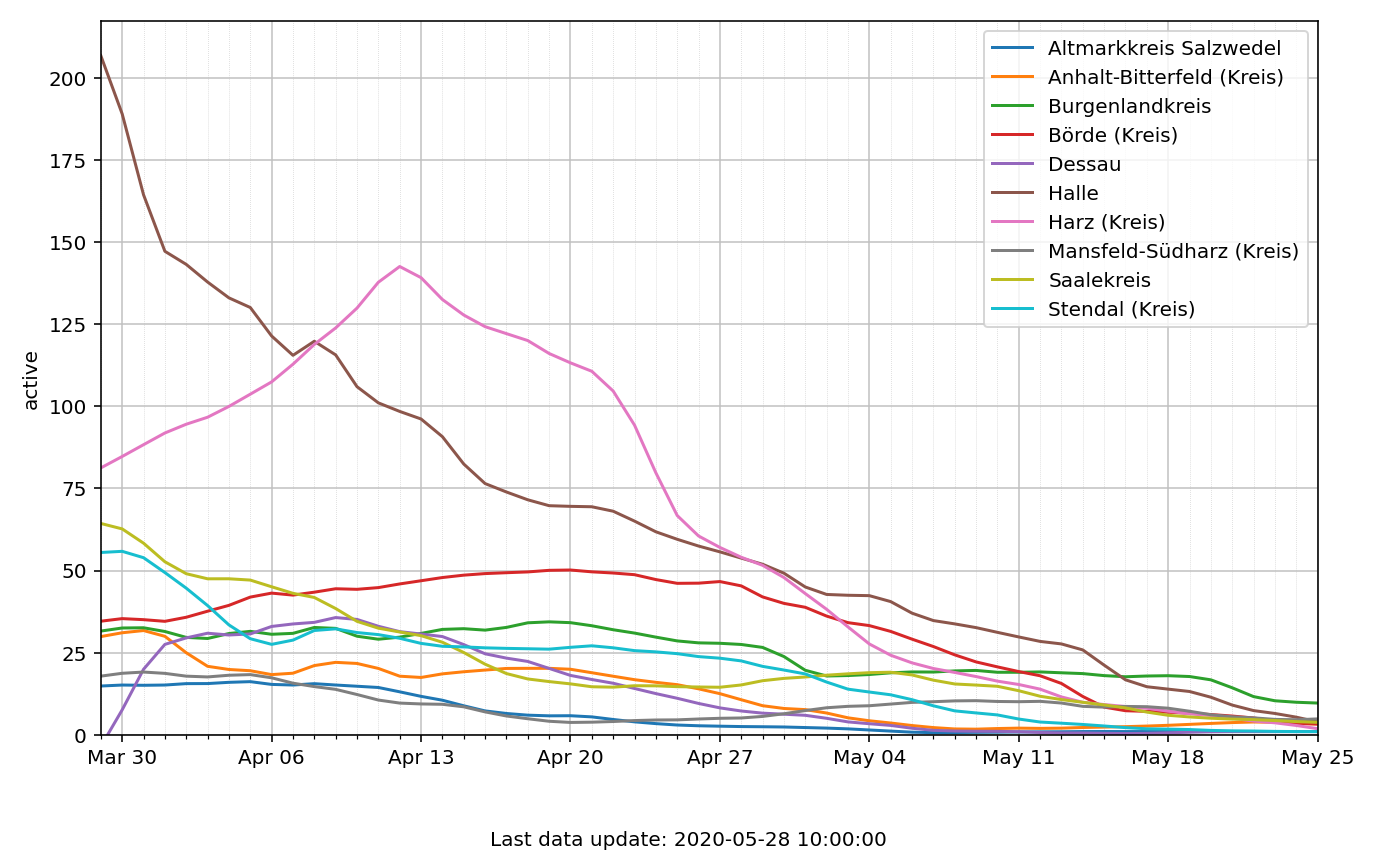 200
175
150
125
100
75
50
25
0
active
Mar 30
Apr 06
Apr 13
Apr 20
Apr 27
May 04
May 11
May 18
May 25
Altmarkkreis Salzwedel
Anhalt-Bitterfeld (Kreis)
Burgenlandkreis
Börde (Kreis)
Dessau
Halle
Harz (Kreis)
Mansfeld-Südharz (Kreis)
Saalekreis
Stendal (Kreis)
Last data update: 2020-05-28 10:00:00